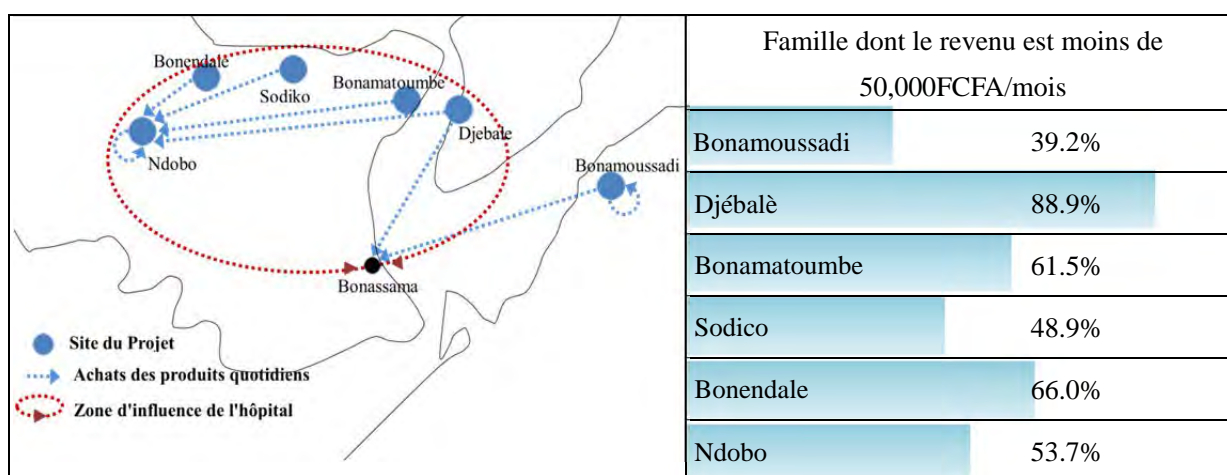 Bonendalè
Sodiko
Bonamatoumbe
Djebale
Ndobo
Bonamoussadi
Bonassama
Site du Projet
Achats des produits quotidiens
Zone d'influence de l'hôpital
Famille dont le revenu est moins de
50,000FCFA/mois
Bonamoussadi 39.2%
Djébalè 88.9%
Bonamatoumbe 61.5%
Sodico 48.9%
Bonendale 66.0%
Ndobo 53.7%